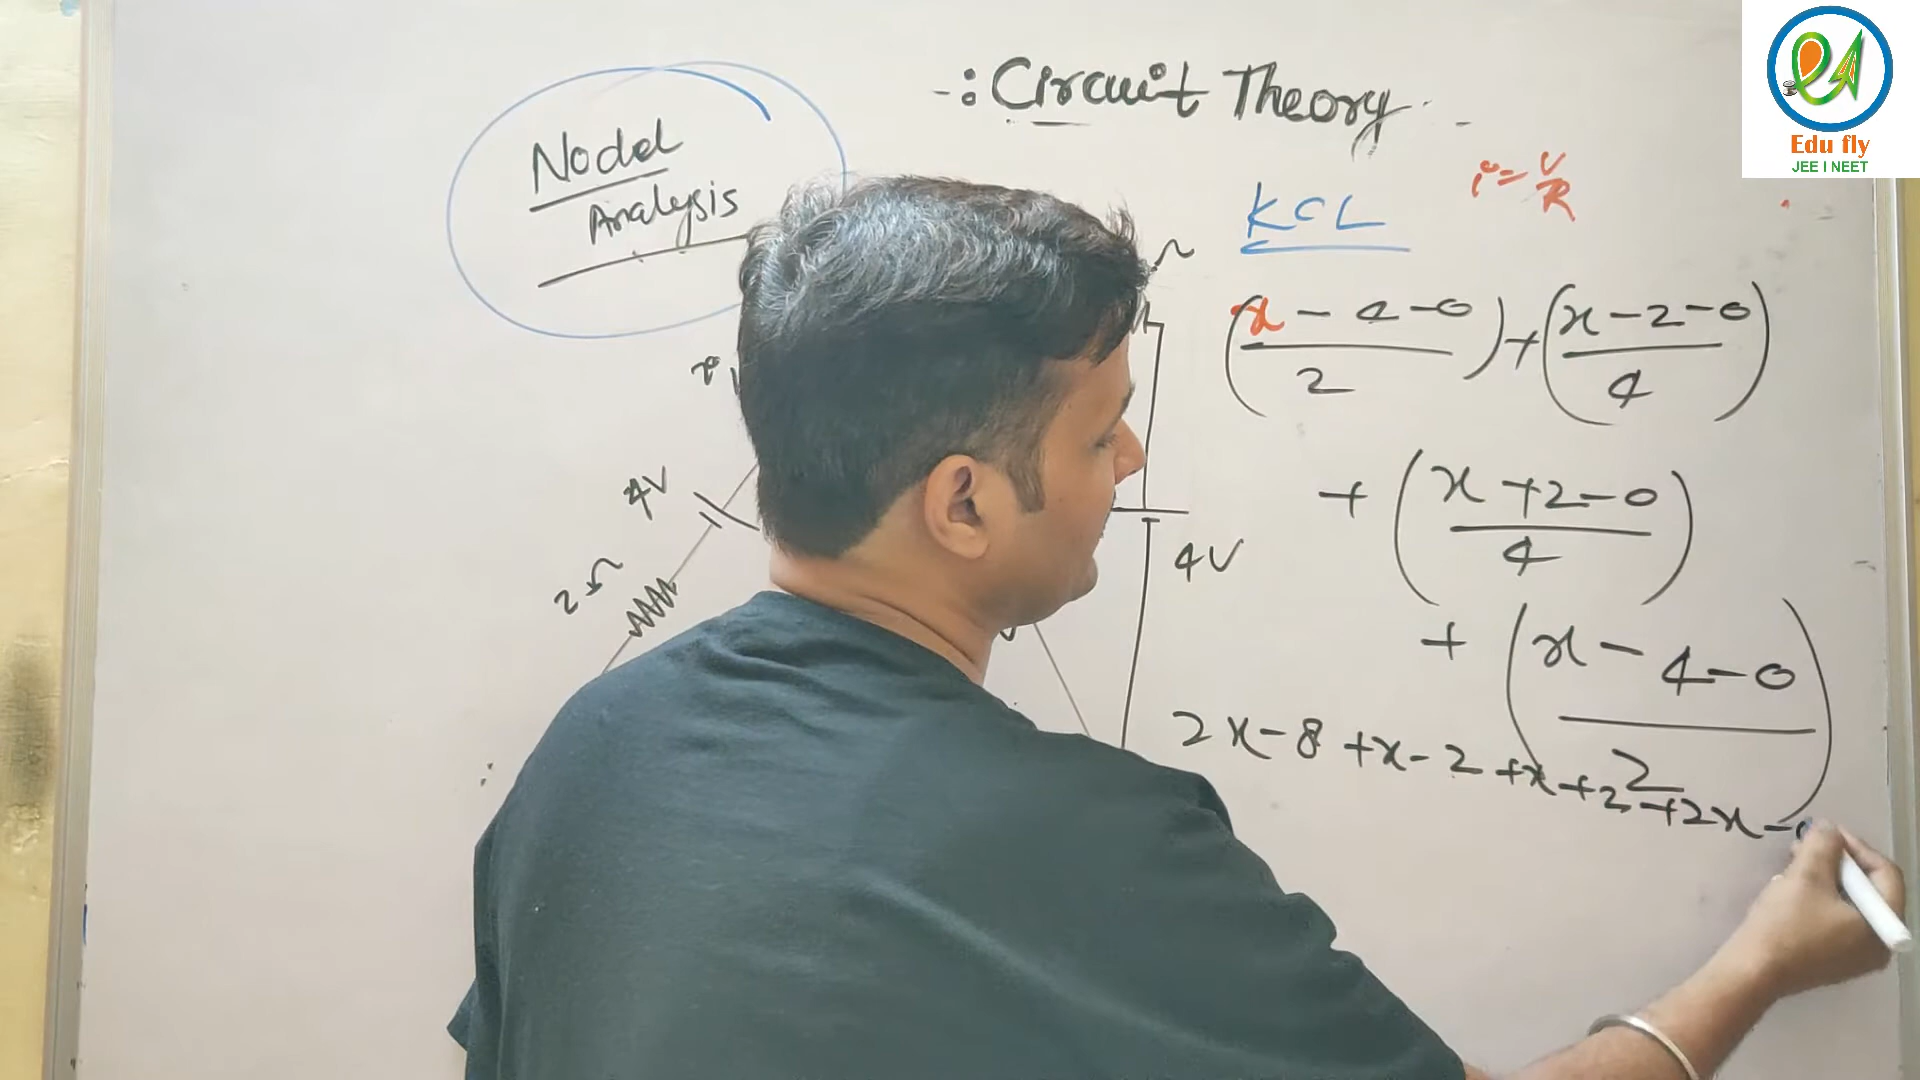 -: Circuit Theory
Nodal
Analysis
KCL
i = V/R
(x - 4 - 0 / 2) + (x - 2 - 0 / 4)
+ (x + 2 - 0 / 4)
+ (x - 4 - 0 / 2)
2x - 8 + x - 2 + x + 2 + 2x -
4V
2Ω
4V
Edu fly
JEE I NEET